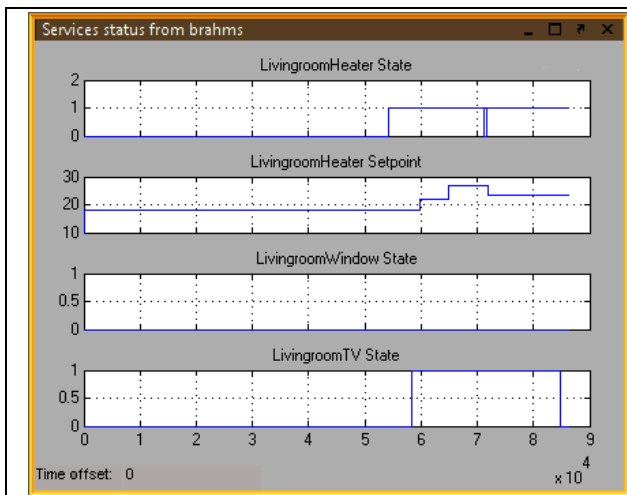 Services status from brahms
LivingroomHeater State
2
1
0
LivingroomHeater Setpoint
30
20
10
LivingroomWindow State
1
0.5
0
LivingroomTV State
1
0.5
0
0 1 2 3 4 5 6 7 8 9
Time offset: 0
x 10^4